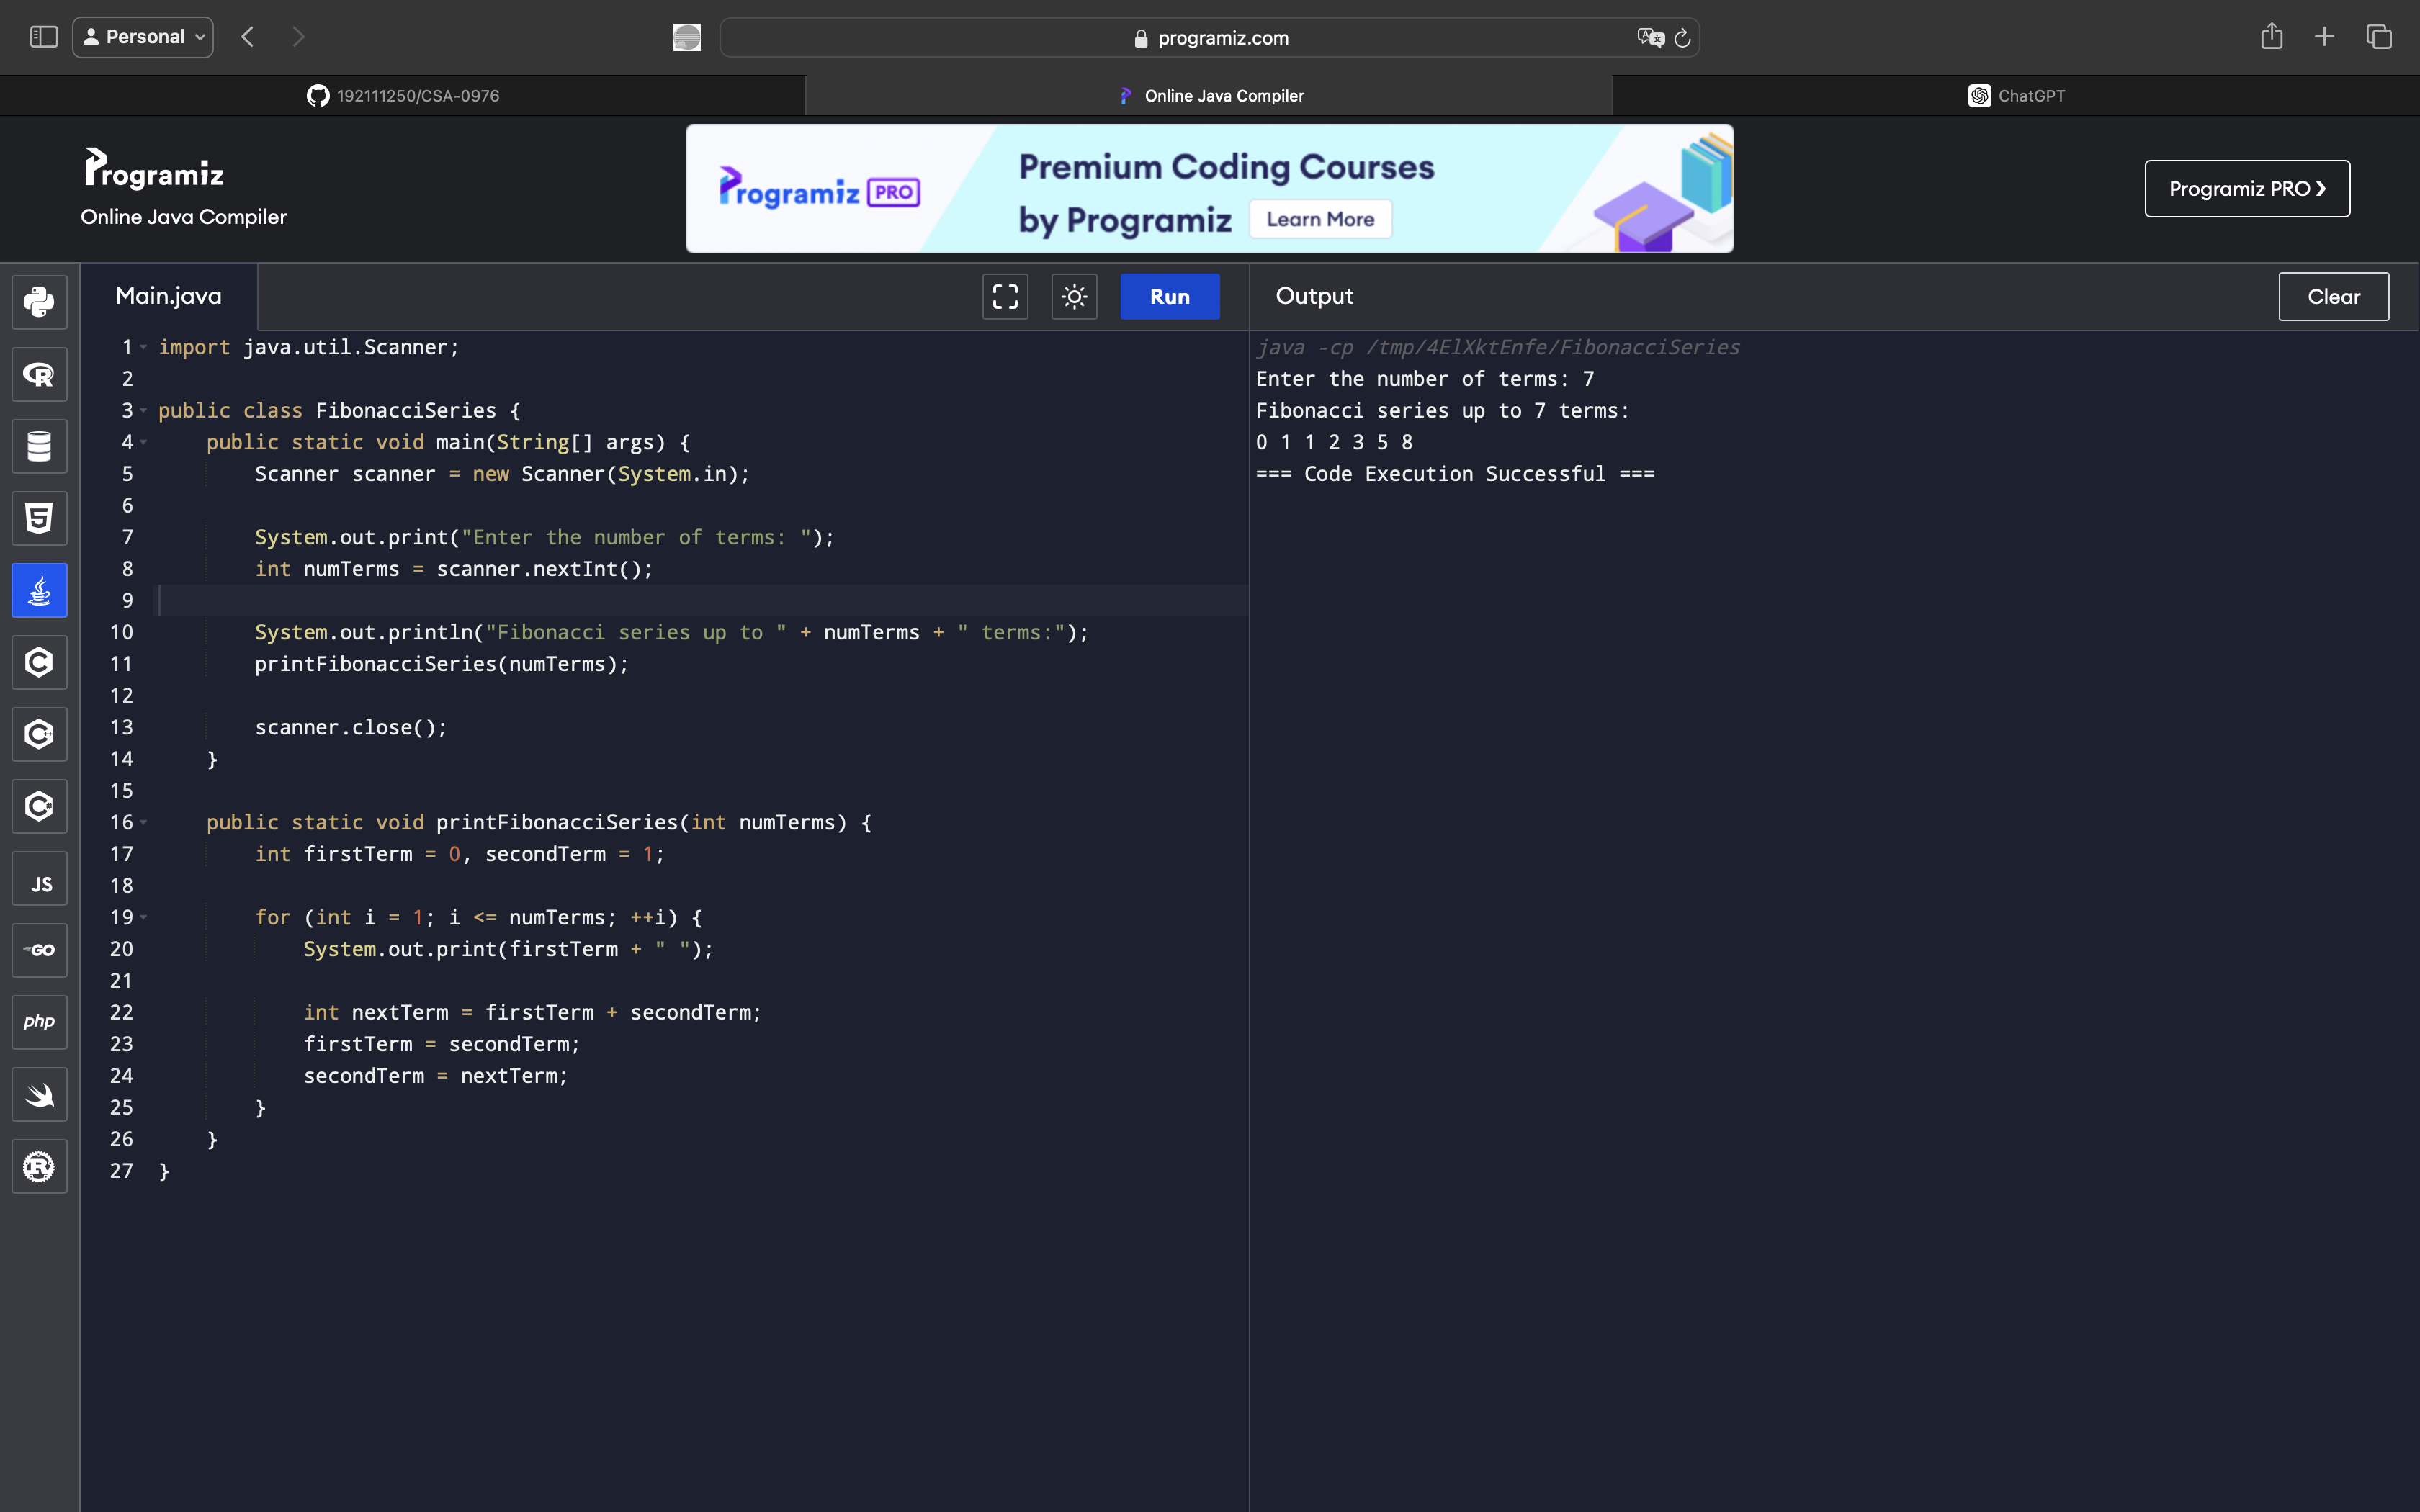 Personal
programiz.com
192111250/CSA-0976
Online Java Compiler
ChatGPT
Programiz
Online Java Compiler
Programiz PRO
Premium Coding Courses
by Programiz
Learn More
Programiz PRO ❯
Main.java
Run
Output
Clear
1 import java.util.Scanner;
2
3 public class FibonacciSeries {
4     public static void main(String[] args) {
5         Scanner scanner = new Scanner(System.in);
6
7         System.out.print("Enter the number of terms: ");
8         int numTerms = scanner.nextInt();
9
10         System.out.println("Fibonacci series up to " + numTerms + " terms:");
11         printFibonacciSeries(numTerms);
12
13         scanner.close();
14     }
15
16     public static void printFibonacciSeries(int numTerms) {
17         int firstTerm = 0, secondTerm = 1;
18
19         for (int i = 1; i <= numTerms; ++i) {
20             System.out.print(firstTerm + " ");
21
22             int nextTerm = firstTerm + secondTerm;
23             firstTerm = secondTerm;
24             secondTerm = nextTerm;
25         }
26     }
27 }
java -cp /tmp/4ElXktEnfe/FibonacciSeries
Enter the number of terms: 7
Fibonacci series up to 7 terms:
0 1 1 2 3 5 8
=== Code Execution Successful ===
R
5
C
C++
C#
JS
GO
php
R